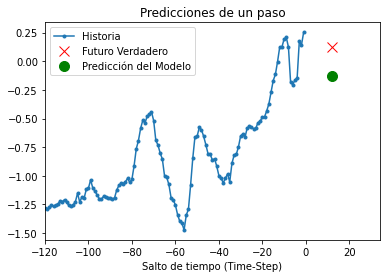 Predicciones de un paso
0.25
0.00
−0.25
−0.50
−0.75
−1.00
−1.25
−1.50
Historia
Futuro Verdadero
Predicción del Modelo
−120 −100 −80 −60 −40 −20 0 20
Salto de tiempo (Time-Step)